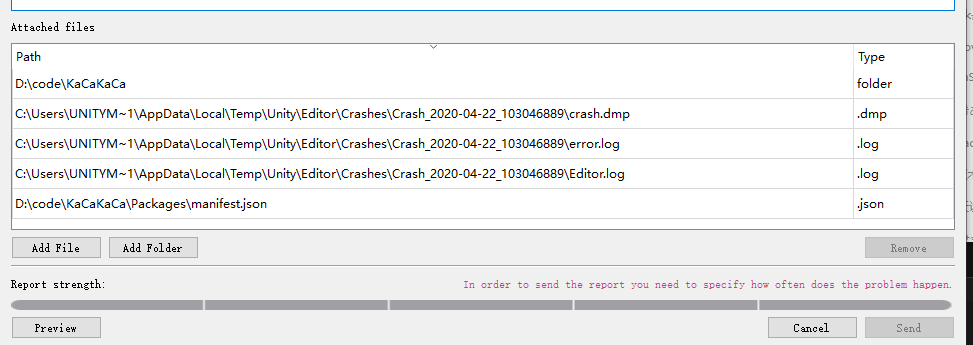 Attached files
Path Type
D:\code\KaCaKaCa folder
C:\Users\UNITYM~1\AppData\Local\Temp\Unity\Editor\Crashes\Crash_2020-04-22_103046889\crash.dmp .dmp
C:\Users\UNITYM~1\AppData\Local\Temp\Unity\Editor\Crashes\Crash_2020-04-22_103046889\error.log .log
C:\Users\UNITYM~1\AppData\Local\Temp\Unity\Editor\Crashes\Crash_2020-04-22_103046889\Editor.log .log
D:\code\KaCaKaCa\Packages\manifest.json .json
Add File Add Folder Remove
Report strength: In order to send the report you need to specify how often does the problem happen.
Preview Cancel Send